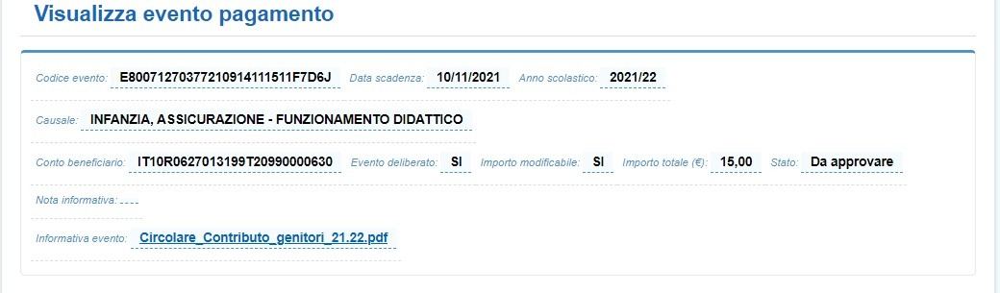 Visualizza evento pagamento
Codice evento: E80071270377210914111511F7D6J Data scadenza: 10/11/2021 Anno scolastico: 2021/22
Causale: INFANZIA, ASSICURAZIONE - FUNZIONAMENTO DIDATTICO
Conto beneficiario: IT10R0627013199T20990000630 Evento deliberato: SI Importo modificabile: SI Importo totale (€): 15,00 Stato: Da approvare
Nota informativa:
Informativa evento: Circolare_Contributo_genitori_21.22.pdf